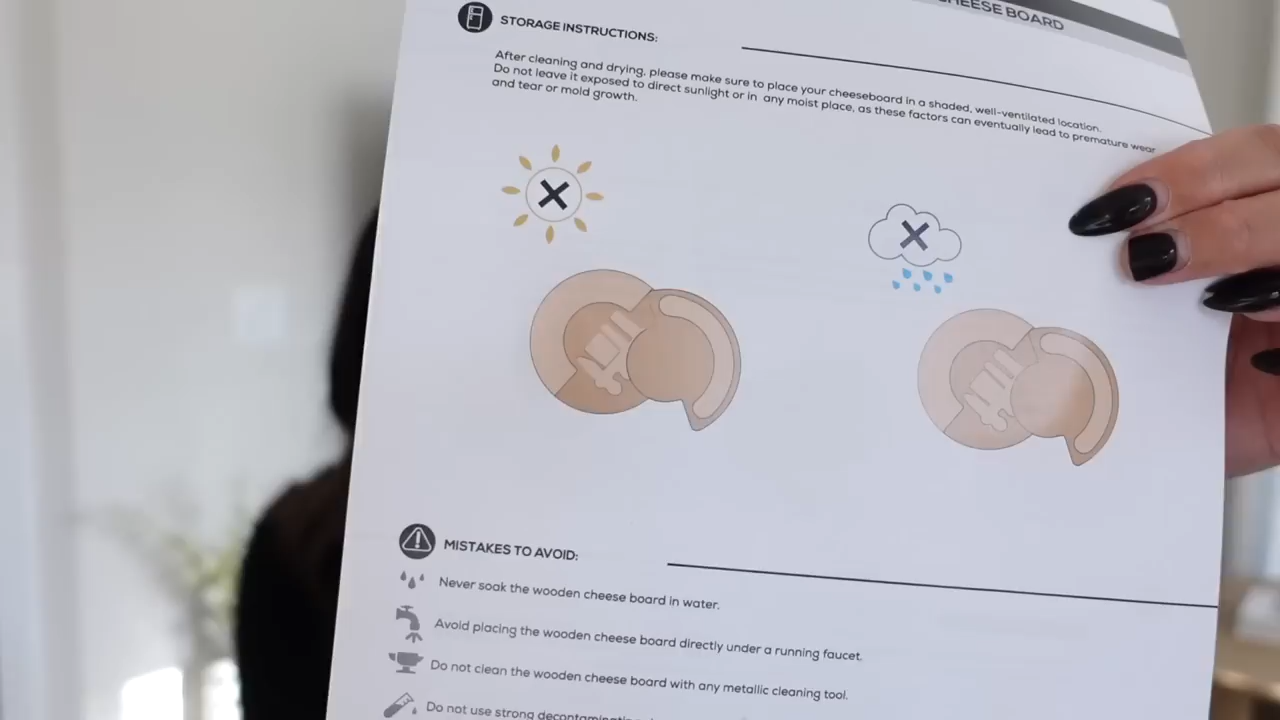 CHEESE BOARD
STORAGE INSTRUCTIONS:
After cleaning and drying, please make sure to place your cheeseboard in a shaded, well-ventilated location.
Do not leave it exposed to direct sunlight or in any moist place, as these factors can eventually lead to premature wear
and tear or mold growth.
MISTAKES TO AVOID:
Never soak the wooden cheese board in water.
Avoid placing the wooden cheese board directly under a running faucet.
Do not clean the wooden cheese board with any metallic cleaning tool.
Do not use strong